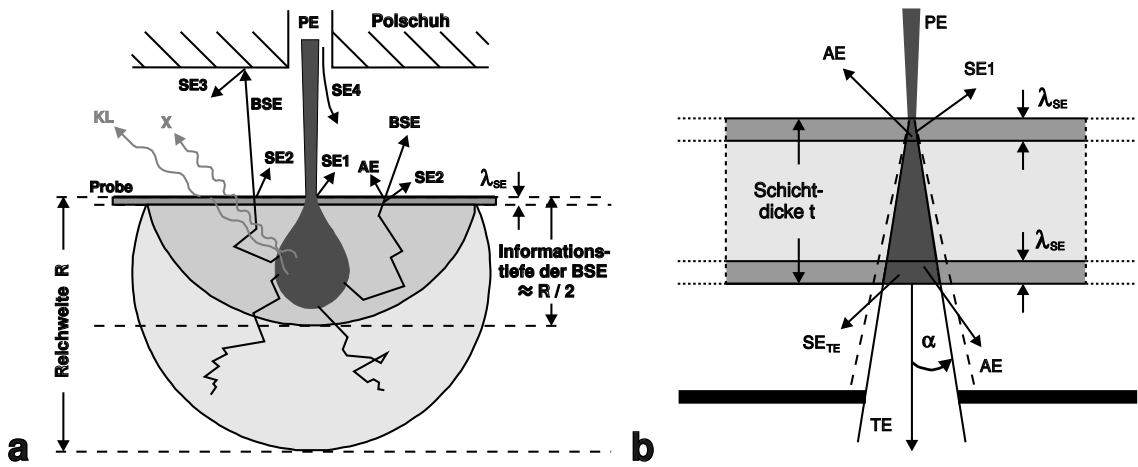 PE
Polschuh
SE3
BSE
SE4
KL
X
BSE
SE2
SE1
AE
SE2
Probe
λSE
Reichweite R
Informations-
tiefe der BSE
≈ R / 2
a
PE
AE
SE1
λSE
Schicht-
dicke t
λSE
SETE
α
AE
TE
b